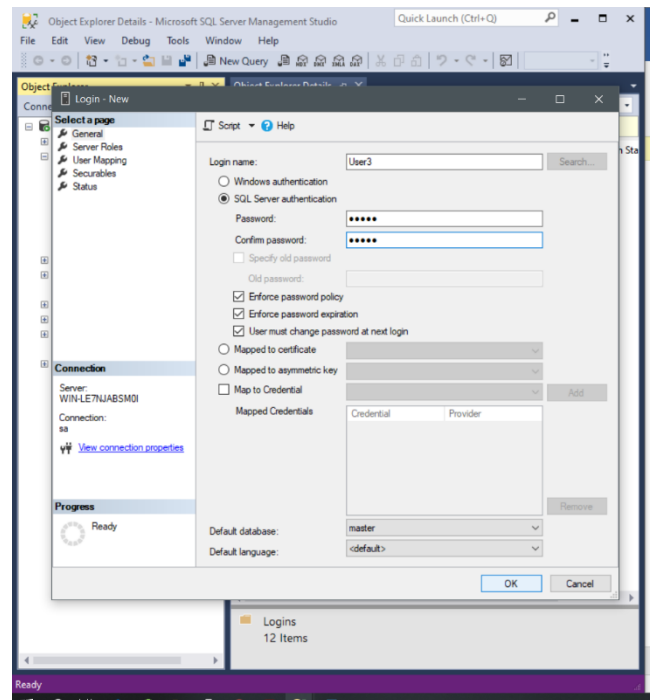 Object Explorer Details - Microsoft SQL Server Management Studio
Quick Launch (Ctrl+Q)
File Edit View Debug Tools Window Help
New Query
Object Explorer
Object Explorer Details
Conne
Login - New
Select a page
General
Server Roles
User Mapping
Securables
Status
Script Help
Login name: User3 Search...
Windows authentication
SQL Server authentication
Password: •••••
Confirm password: •••••
Specify old password
Old password:
Enforce password policy
Enforce password expiration
User must change password at next login
Mapped to certificate
Mapped to asymmetric key
Map to Credential Add
Mapped Credentials Credential Provider
Remove
Default database: master
Default language: <default>
Connection
Server:
WIN-LE7NJABSM0I
Connection:
sa
View connection properties
Progress
Ready
OK Cancel
n Sta
Logins
12 Items
Ready